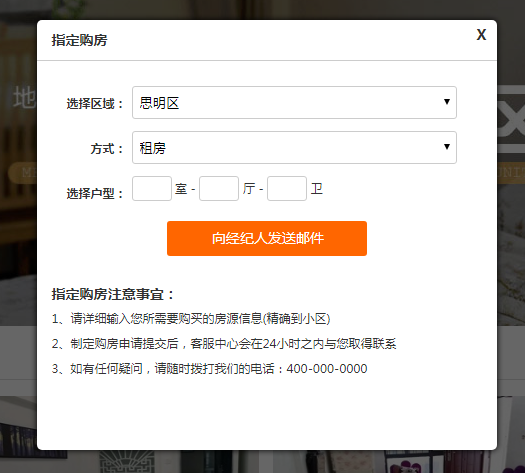 指定购房
X
地
选择区域：
思明区
方式：
租房
选择户型：
室 - 厅 - 卫
向经纪人发送邮件
指定购房注意事宜：
1、请详细输入您所需要购买的房源信息(精确到小区)
2、制定购房申请提交后，客服中心会在24小时之内与您取得联系
3、如有任何疑问，请随时拨打我们的电话：400-000-0000